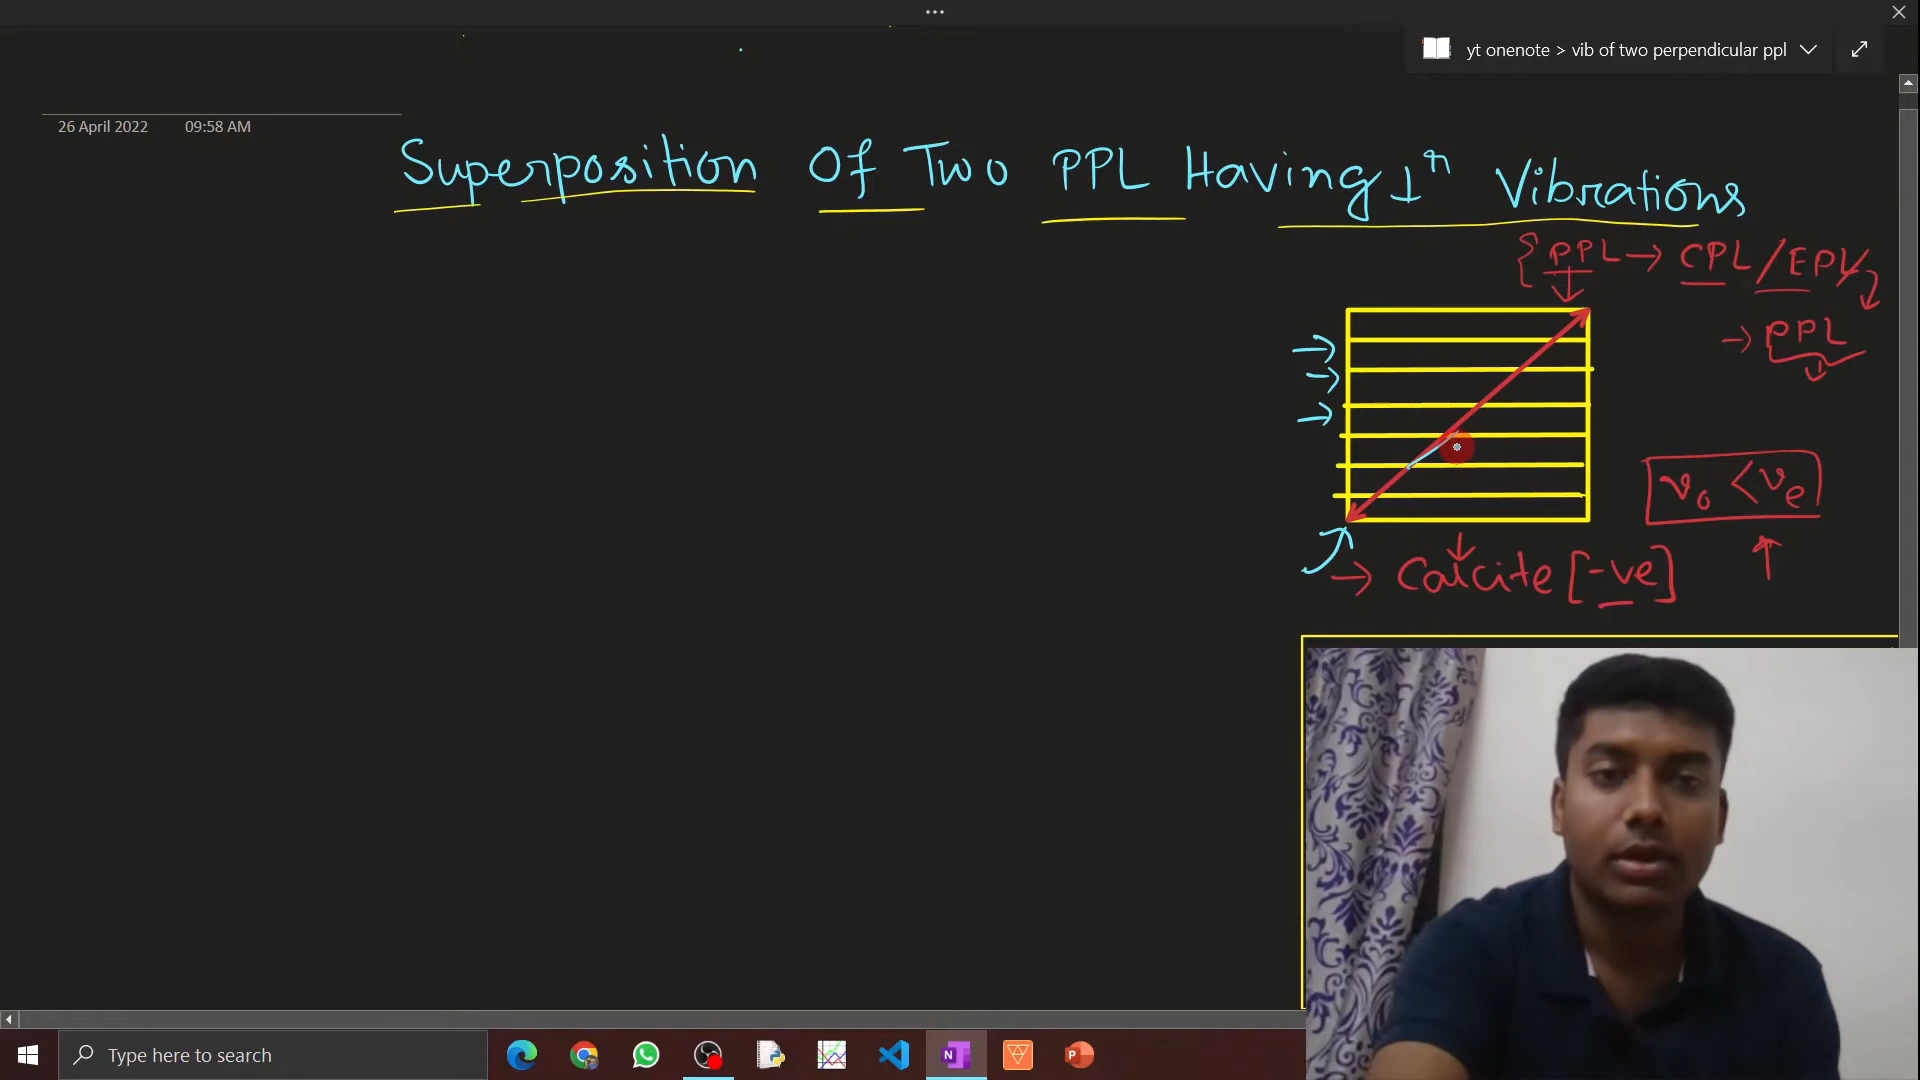 yt onenote > vib of two perpendicular ppl
26 April 2022 09:58 AM
Superposition Of Two PPL Having ⊥ⁿ Vibrations
{ PPL → CPL / EPL
→ PPL
v₀ < vₑ
→ Calcite [-ve]
Type here to search